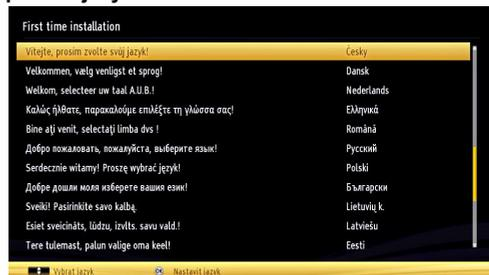 First time installation
Vítejte, prosím zvolte svůj jazyk! Česky
Velkommen, vælg venligst et sprog! Dansk
Welkom, selecteer uw taal A.U.B.! Nederlands
Καλώς ήλθατε, παρακαλούμε επιλέξτε τη γλώσσα σας! Ελληνικά
Bine aţi venit, selectaţi limba dvs ! Română
Добро пожаловать, пожалуйста, выберите язык! Русский
Serdecznie witamy! Proszę wybrać język! Polski
Добре дошли моля изберете вашия език! Български
Sveiki! Pasirinkite savo kalbą. Lietuvių k.
Esiet sveicināts, lūdzu, izvlts. savu vald.! Latviešu
Tere tulemast, palun valige oma keel! Eesti
Vybrat jazyk OK Nastavit jazyk